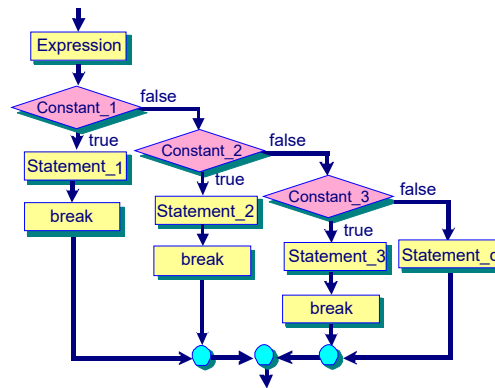 Expression
Constant_1
false
true
Statement_1
break
Constant_2
false
true
Statement_2
break
Constant_3
false
true
Statement_3
break